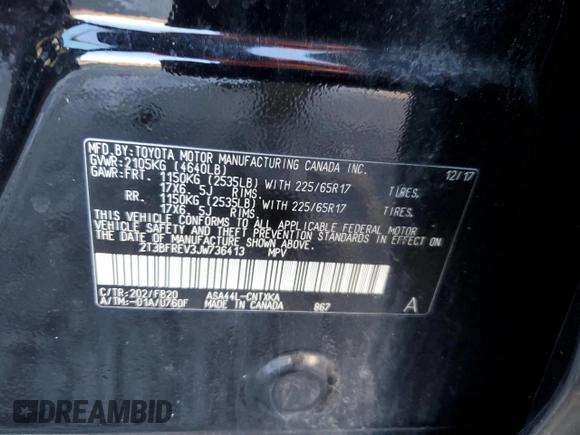 MFD.BY:TOYOTA MOTOR MANUFACTURING CANADA INC.
GVWR:2105KG (4640LB) 12/17
GAWR:FRT. 1150KG (2535LB) WITH 225/65R17 TIRES,
17X6.5J RIMS,
RR. 1150KG (2535LB) WITH 225/65R17 TIRES,
17X6.5J RIMS,
THIS VEHICLE CONFORMS TO ALL APPLICABLE FEDERAL MOTOR
VEHICLE SAFETY AND THEFT PREVENTION STANDARDS IN EFFECT ON
THE DATE OF MANUFACTURE SHOWN ABOVE.
2T3BFREV3JW736413 MPV
C/TR:202/FB20 ASA44L-CNTXKA
A/TM:-01A/U760F MADE IN CANADA 867 A
DREAMBID